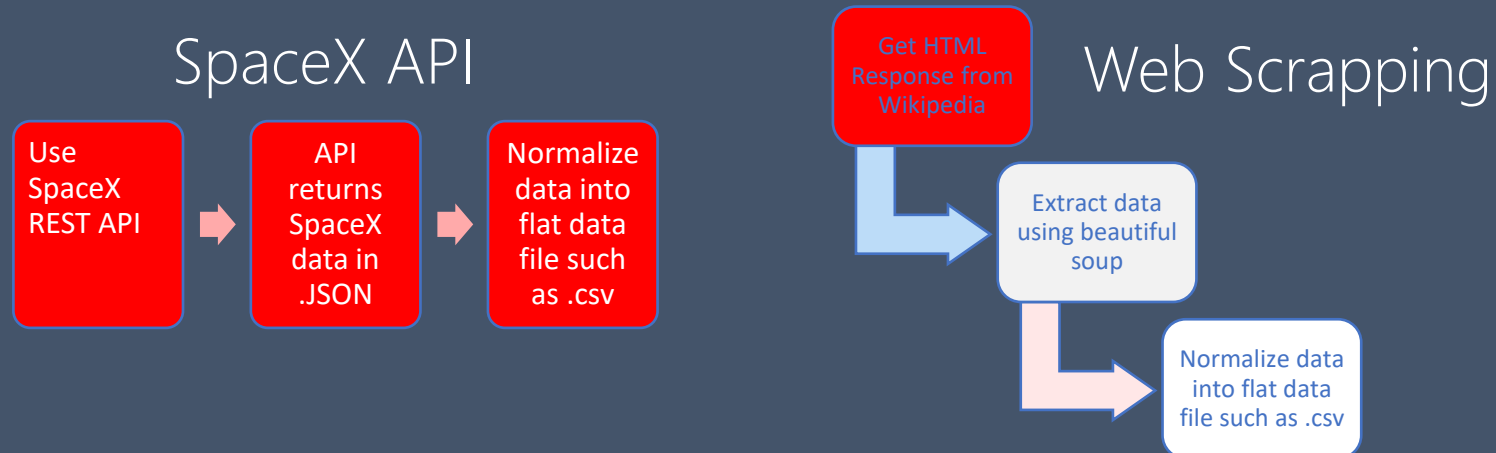 SpaceX API
Use
SpaceX
REST API
API
returns
SpaceX
data in
.JSON
Normalize
data into
flat data
file such
as .csv
Web Scrapping
Get HTML
Response from
Wikipedia
Extract data
using beautiful
soup
Normalize data
into flat data
file such as .csv